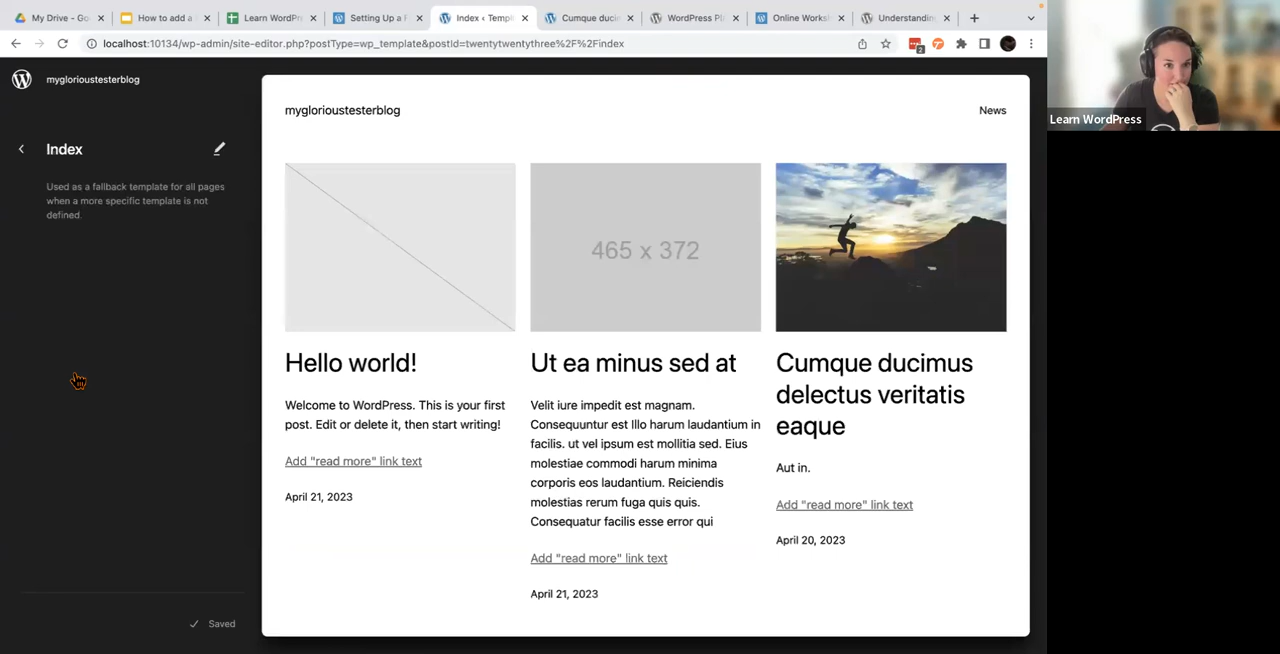 My Drive - Go
How to add a
Learn WordPr
Setting Up a F
Index ‹ Templ
Cumque ducir
WordPress Pl
Online Works
Understandin
localhost:10134/wp-admin/site-editor.php?postType=wp_template&postId=twentytwentythree%2F%2Findex
2
myglorioustesterblog
Index
Used as a fallback template for all pages
when a more specific template is not
defined.
Saved
myglorioustesterblog
News
Hello world!
Welcome to WordPress. This is your first
post. Edit or delete it, then start writing!
Add "read more" link text
April 21, 2023
465 x 372
Ut ea minus sed at
Velit iure impedit est magnam.
Consequuntur est Illo harum laudantium in
facilis. ut vel ipsum est mollitia sed. Eius
molestiae commodi harum minima
corporis eos laudantium. Reiciendis
molestias rerum fuga quis quis.
Consequatur facilis esse error qui
Add "read more" link text
April 21, 2023
Cumque ducimus
delectus veritatis
eaque
Aut in.
Add "read more" link text
April 20, 2023
Learn WordPress